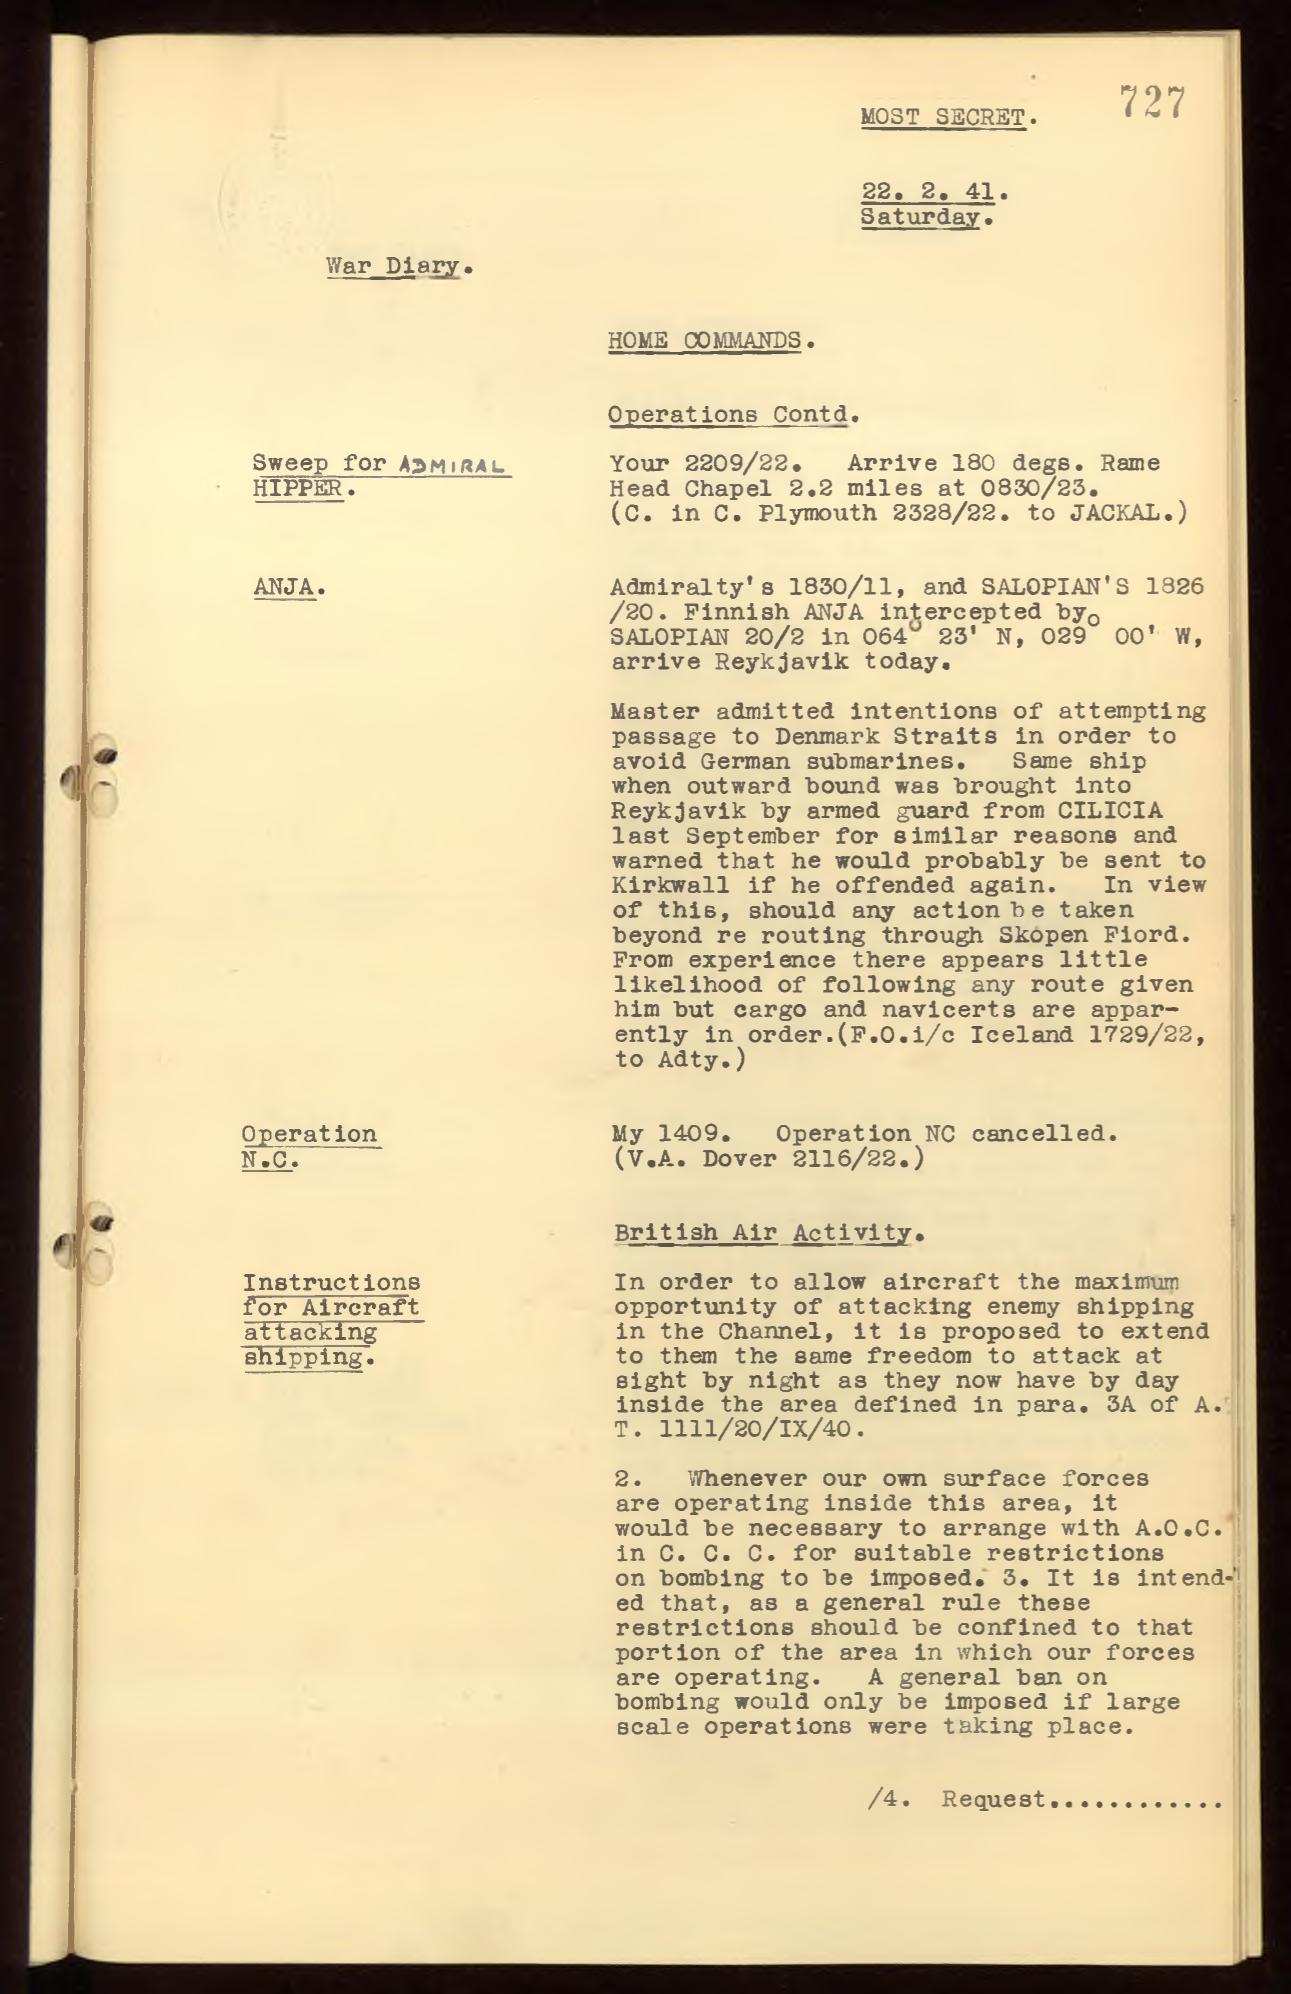 727
MOST SECRET.
22. 2. 41.
Saturday.
War Diary.
HOME COMMANDS.
Operations Contd.
Sweep for ADMIRAL
HIPPER.
Your 2209/22. Arrive 180 degs. Rame
Head Chapel 2.2 miles at 0830/23.
(C. in C. Plymouth 2328/22. to JACKAL.)
ANJA.
Admiralty's 1830/11, and SALOPIAN'S 1826
/20. Finnish ANJA intercepted by
SALOPIAN 20/2 in 064° 23' N, 029° 00' W,
arrive Reykjavik today.
Master admitted intentions of attempting
passage to Denmark Straits in order to
avoid German submarines. Same ship
when outward bound was brought into
Reykjavik by armed guard from CILICIA
last September for similar reasons and
warned that he would probably be sent to
Kirkwall if he offended again. In view
of this, should any action be taken
beyond re routing through Skopen Fiord.
From experience there appears little
likelihood of following any route given
him but cargo and navicerts are appar-
ently in order.(F.O.i/c Iceland 1729/22,
to Adty.)
Operation
N.C.
My 1409. Operation NC cancelled.
(V.A. Dover 2116/22.)
British Air Activity.
Instructions
for Aircraft
attacking
shipping.
In order to allow aircraft the maximum
opportunity of attacking enemy shipping
in the Channel, it is proposed to extend
to them the same freedom to attack at
sight by night as they now have by day
inside the area defined in para. 3A of A.
T. 1111/20/IX/40.
2. Whenever our own surface forces
are operating inside this area, it
would be necessary to arrange with A.O.C.
in C. C. C. for suitable restrictions
on bombing to be imposed. 3. It is intend-
ed that, as a general rule these
restrictions should be confined to that
portion of the area in which our forces
are operating. A general ban on
bombing would only be imposed if large
scale operations were taking place.
/4. Request............